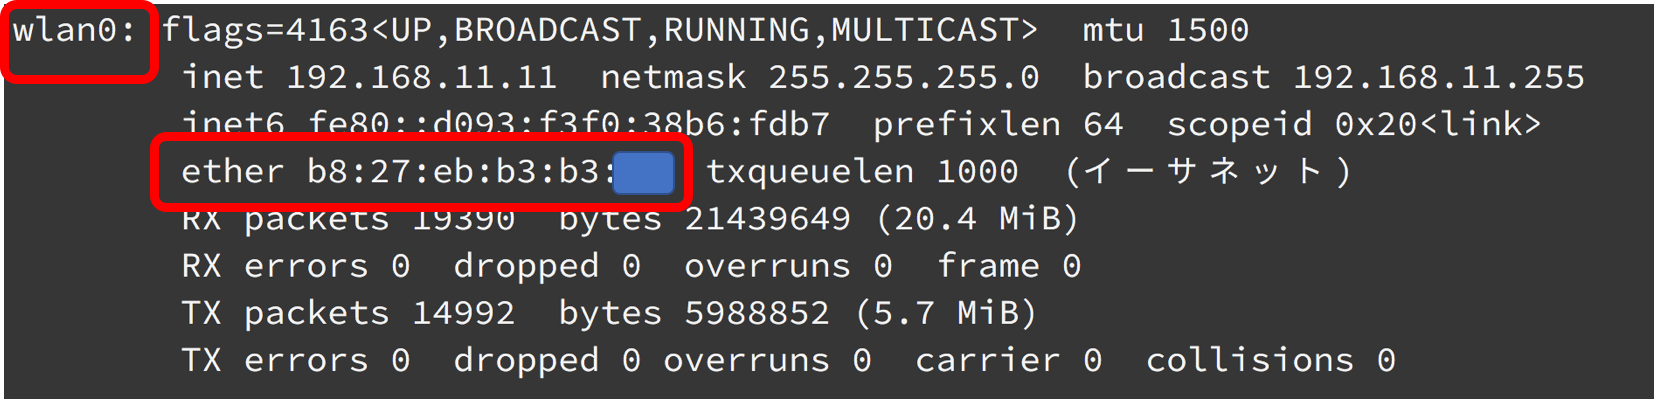 wlan0: flags=4163<UP,BROADCAST,RUNNING,MULTICAST>  mtu 1500
inet 192.168.11.11  netmask 255.255.255.0  broadcast 192.168.11.255
inet6 fe80::d093:f3f0:38b6:fdb7  prefixlen 64  scopeid 0x20<link>
ether b8:27:eb:b3:b3:  txqueuelen 1000  (イーサネット)
RX packets 19390  bytes 21439649 (20.4 MiB)
RX errors 0  dropped 0  overruns 0  frame 0
TX packets 14992  bytes 5988852 (5.7 MiB)
TX errors 0  dropped 0 overruns 0  carrier 0  collisions 0